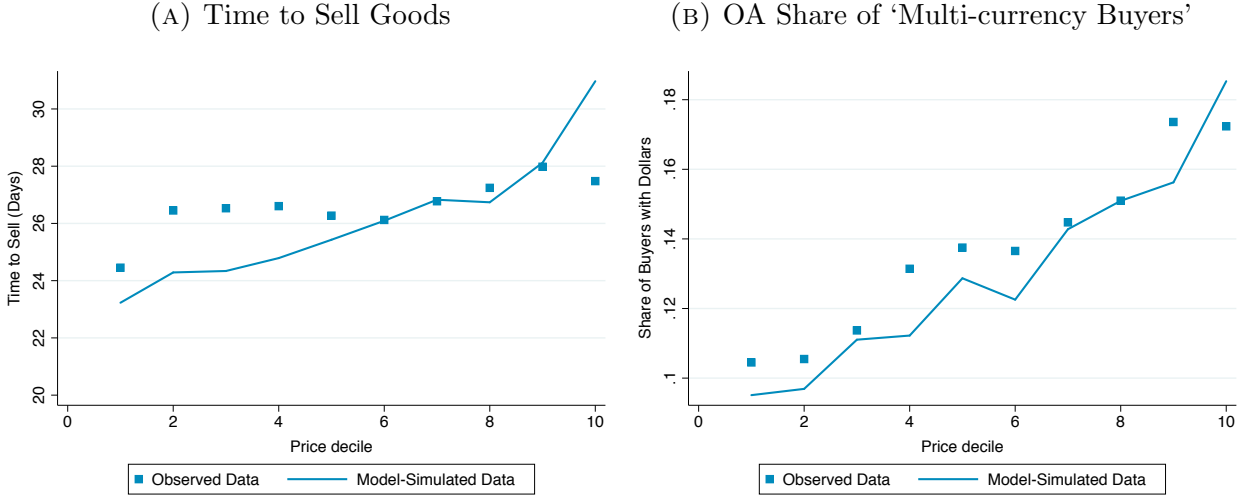 (A) Time to Sell Goods
Time to Sell (Days)
30
28
26
24
22
20
0 2 4 6 8 10
Price decile
Observed Data Model-Simulated Data
(B) OA Share of ‘Multi-currency Buyers’
Share of Buyers with Dollars
.18
.16
.14
.12
.1
0 2 4 6 8 10
Price decile
Observed Data Model-Simulated Data